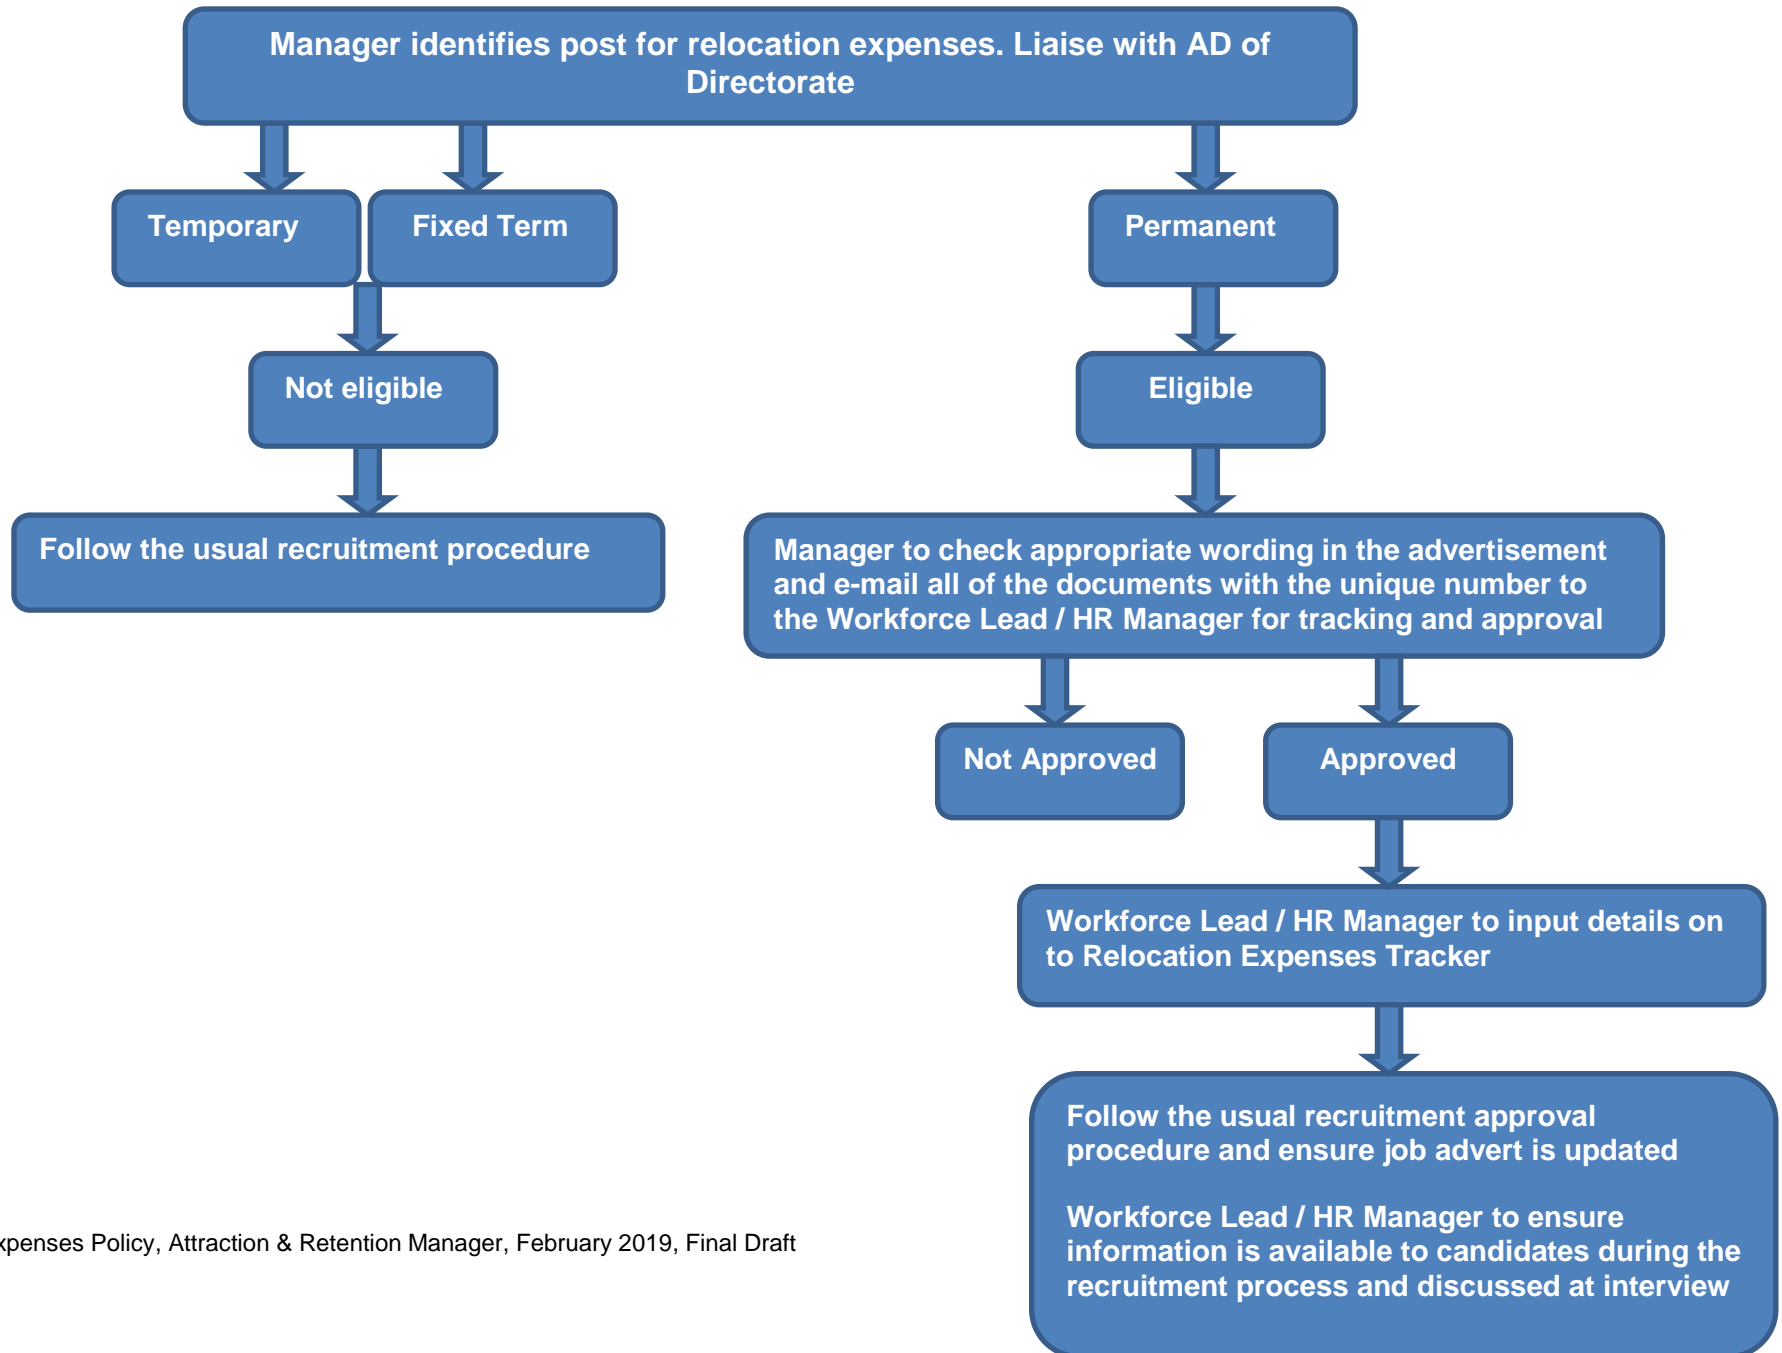 Manager identifies post for relocation expenses. Liaise with AD of
Directorate
Temporary
Fixed Term
Permanent
Not eligible
Eligible
Follow the usual recruitment procedure
Manager to check appropriate wording in the advertisement
and e-mail all of the documents with the unique number to
the Workforce Lead / HR Manager for tracking and approval
Not Approved
Approved
Workforce Lead / HR Manager to input details on
to Relocation Expenses Tracker
Follow the usual recruitment approval
procedure and ensure job advert is updated
Workforce Lead / HR Manager to ensure
information is available to candidates during the
recruitment process and discussed at interview
xpenses Policy, Attraction & Retention Manager, February 2019, Final Draft